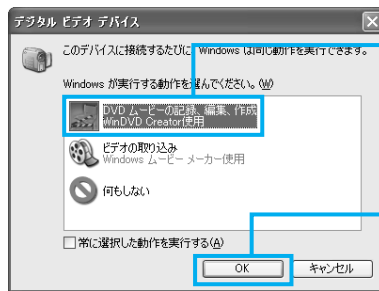 デジタル ビデオ デバイス
このデバイスに接続するたびに、Windows は同じ動作を実行できます。
Windows が実行する動作を選んでください。(W)
DVD ムービーの記録、編集、作成
WinDVD Creator使用
ビデオの取り込み
Windows ムービー メーカー使用
何もしない
常に選択した動作を実行する(A)
OK
キャンセル